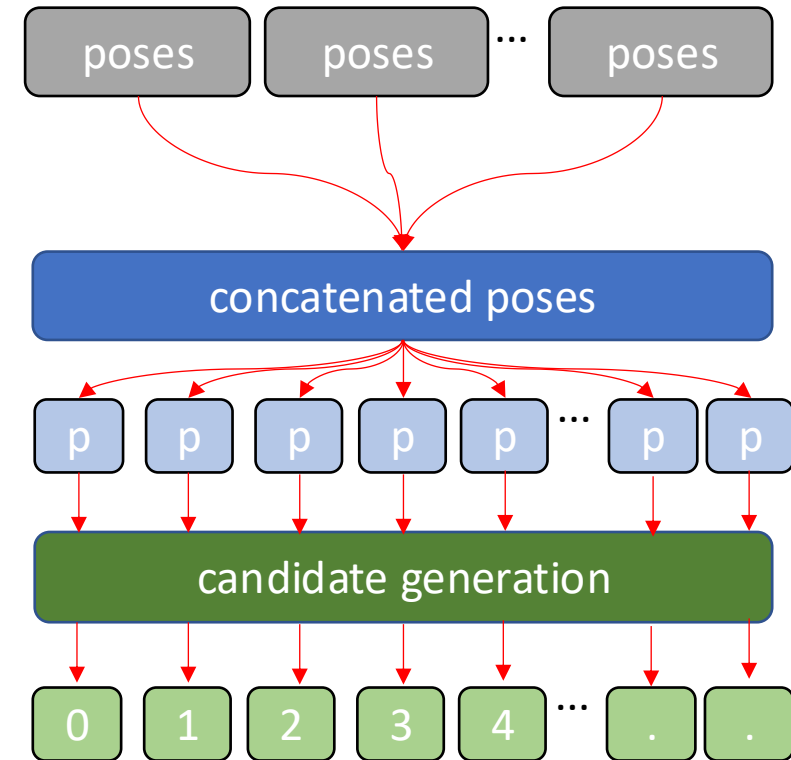 poses poses ... poses
concatenated poses
p p p p p ... p p
candidate generation
0 1 2 3 4 ... . .